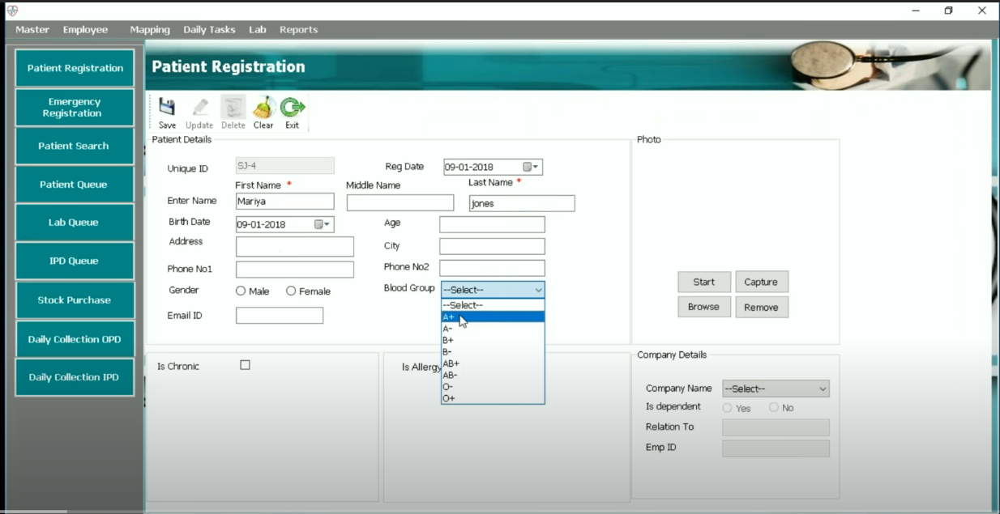 Master Employee Mapping Daily Tasks Lab Reports
Patient Registration
Emergency
Registration
Patient Search
Patient Queue
Lab Queue
IPD Queue
Stock Purchase
Daily Collection OPD
Daily Collection IPD
Patient Registration
Save Update Delete Clear Exit
Patient Details
Unique ID SJ-4 Reg Date 09-01-2018
First Name * Middle Name Last Name *
Enter Name Mariya jones
Birth Date 09-01-2018 Age
Address City
Phone No1 Phone No2
Gender Male Female Blood Group --Select--
Email ID
--Select--
A+
A-
B+
B-
AB+
AB-
O-
O+
Photo
Start Capture
Browse Remove
Is Chronic Is Allergy
Company Details
Company Name --Select--
Is dependent Yes No
Relation To
Emp ID